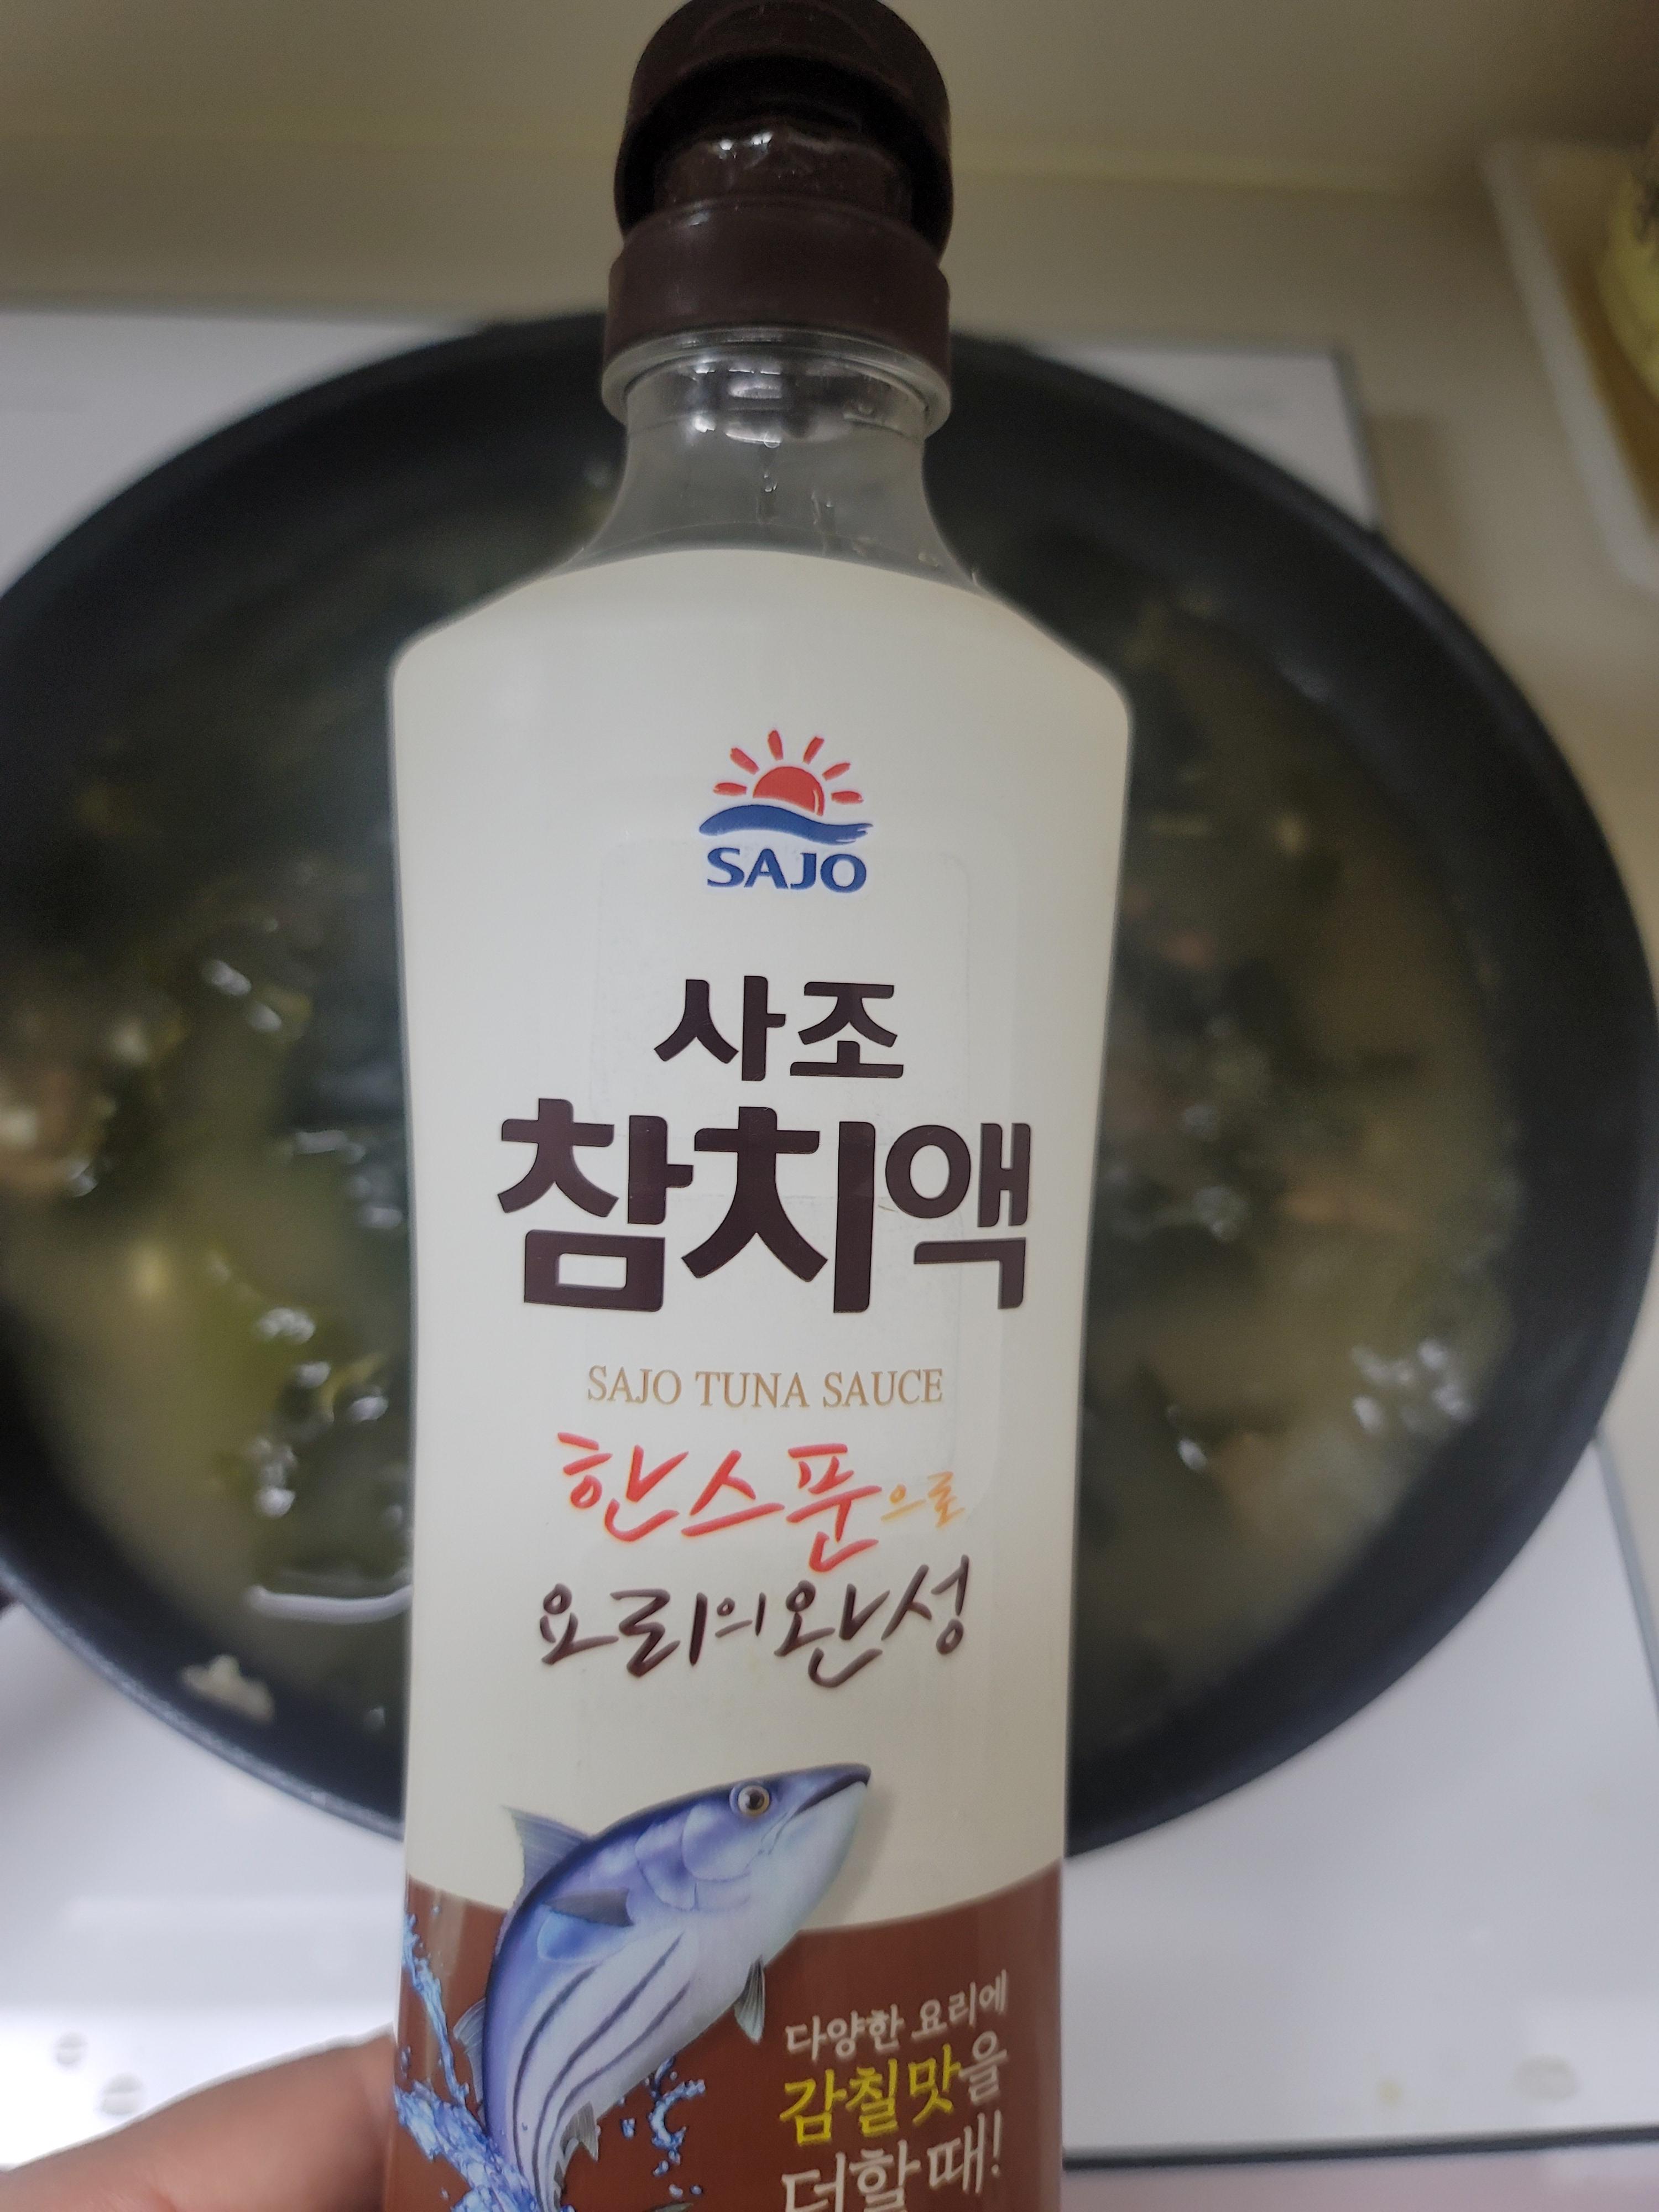 SAJO
사조
참치액
SAJO TUNA SAUCE
한스푼으로
요리의완성
다양한 요리에
감칠맛을
더할 때!